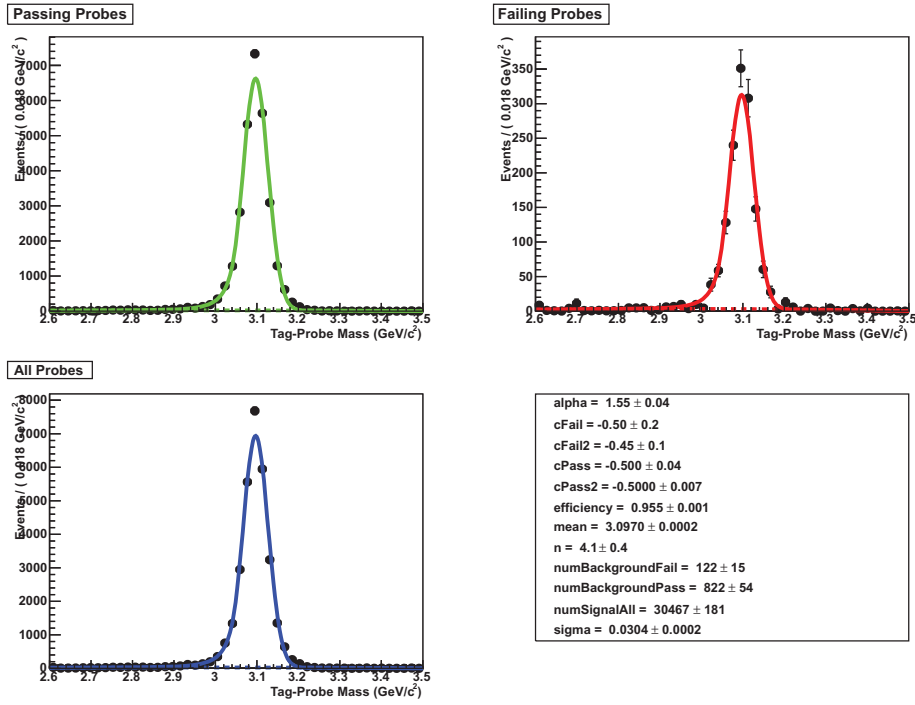 Passing Probes
Events / ( 0.018 GeV/c²)
7000
6000
5000
4000
3000
2000
1000
0
2.6 2.7 2.8 2.9 3 3.1 3.2 3.3 3.4 3.5
Tag-Probe Mass (GeV/c²)
Failing Probes
Events / ( 0.018 GeV/c²)
350
300
250
200
150
100
50
0
2.6 2.7 2.8 2.9 3 3.1 3.2 3.3 3.4 3.5
Tag-Probe Mass (GeV/c²)
All Probes
Events / ( 0.018 GeV/c²)
8000
7000
6000
5000
4000
3000
2000
1000
0
2.6 2.7 2.8 2.9 3 3.1 3.2 3.3 3.4 3.5
Tag-Probe Mass (GeV/c²)
alpha = 1.55 ± 0.04
cFail = -0.50 ± 0.2
cFail2 = -0.45 ± 0.1
cPass = -0.500 ± 0.04
cPass2 = -0.5000 ± 0.007
efficiency = 0.955 ± 0.001
mean = 3.0970 ± 0.0002
n = 4.1 ± 0.4
numBackgroundFail = 122 ± 15
numBackgroundPass = 822 ± 54
numSignalAll = 30467 ± 181
sigma = 0.0304 ± 0.0002